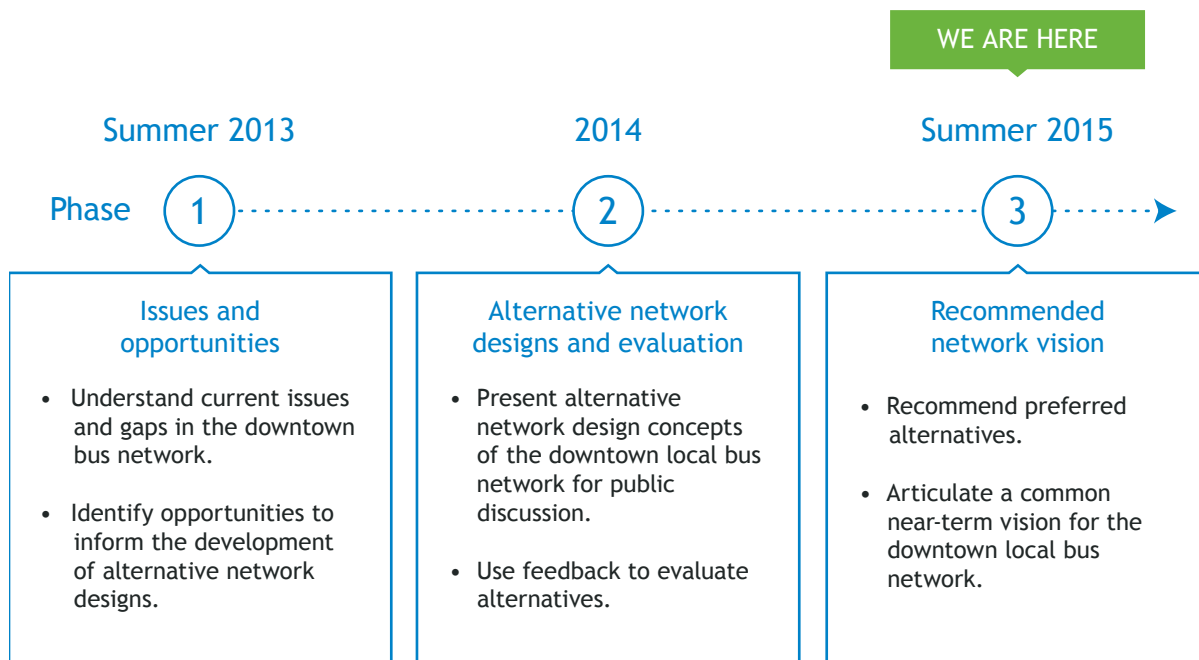 WE ARE HERE
Summer 2013
2014
Summer 2015
Phase
1
2
3
Issues and
opportunities
• Understand current issues
and gaps in the downtown
bus network.
• Identify opportunities to
inform the development
of alternative network
designs.
Alternative network
designs and evaluation
• Present alternative
network design concepts
of the downtown local bus
network for public
discussion.
• Use feedback to evaluate
alternatives.
Recommended
network vision
• Recommend preferred
alternatives.
• Articulate a common
near-term vision for the
downtown local bus
network.